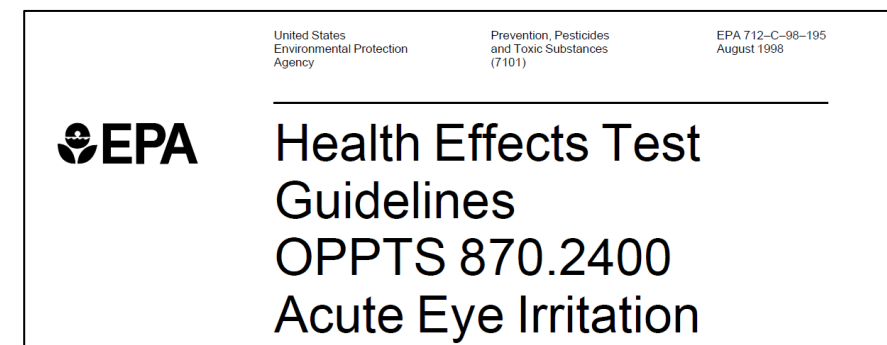 United States
Environmental Protection
Agency
Prevention, Pesticides
and Toxic Substances
(7101)
EPA 712–C–98–195
August 1998
EPA
Health Effects Test
Guidelines
OPPTS 870.2400
Acute Eye Irritation